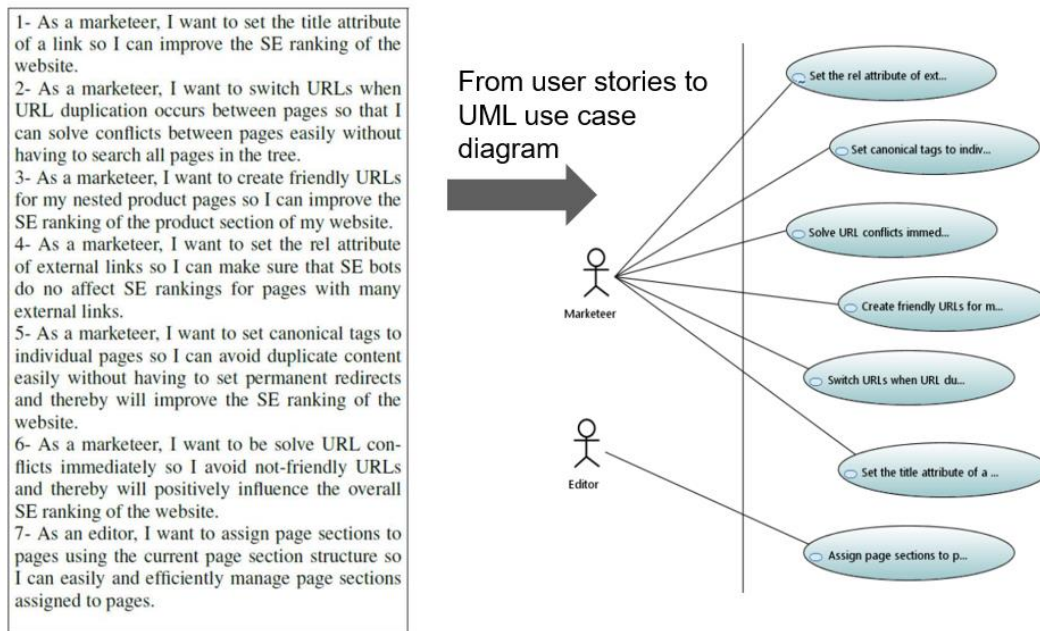 1- As a marketeer, I want to set the title attribute
of a link so I can improve the SE ranking of the
website.
2- As a marketeer, I want to switch URLs when
URL duplication occurs between pages so that I
can solve conflicts between pages easily without
having to search all pages in the tree.
3- As a marketeer, I want to create friendly URLs
for my nested product pages so I can improve the
SE ranking of the product section of my website.
4- As a marketeer, I want to set the rel attribute
of external links so I can make sure that SE bots
do no affect SE rankings for pages with many
external links.
5- As a marketeer, I want to set canonical tags to
individual pages so I can avoid duplicate content
easily without having to set permanent redirects
and thereby will improve the SE ranking of the
website.
6- As a marketeer, I want to be solve URL con-
flicts immediately so I avoid not-friendly URLs
and thereby will positively influence the overall
SE ranking of the website.
7- As an editor, I want to assign page sections to
pages using the current page section structure so
I can easily and efficiently manage page sections
assigned to pages.
From user stories to
UML use case
diagram
Marketeer
Editor
Set the rel attribute of ext...
Set canonical tags to indiv...
Solve URL conflicts immed...
Create friendly URLs for m...
Switch URLs when URL du...
Set the title attribute of a ...
Assign page sections to p...